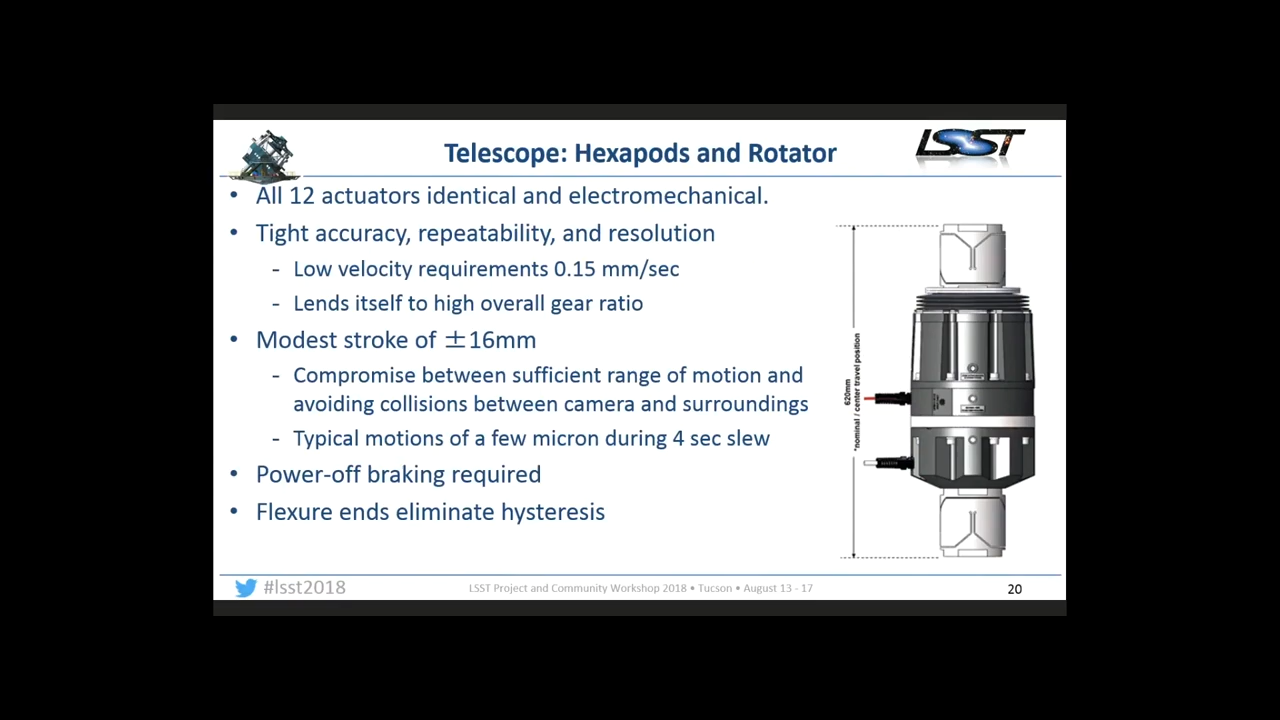 Telescope: Hexapods and Rotator
LSST
• All 12 actuators identical and electromechanical.
• Tight accuracy, repeatability, and resolution
- Low velocity requirements 0.15 mm/sec
- Lends itself to high overall gear ratio
• Modest stroke of ±16mm
- Compromise between sufficient range of motion and
avoiding collisions between camera and surroundings
- Typical motions of a few micron during 4 sec slew
• Power-off braking required
• Flexure ends eliminate hysteresis
620mm
*nominal / center travel position
#lsst2018
LSST Project and Community Workshop 2018 • Tucson • August 13 - 17
20